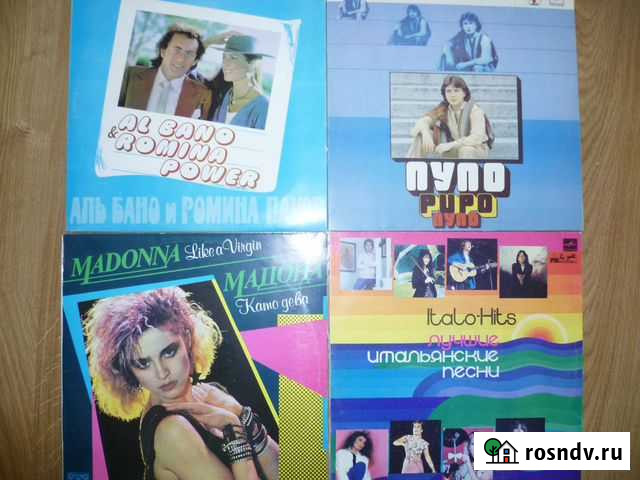 AL BANO
& ROMINA
POWER
АЛЬ БАНО и РОМИНА ПАУЭР
ПУПО
PUPO
ПУПО
MADONNA Like a Virgin
МАДОНА
Като дева
Italo-Hits
ЛУЧШИЕ
ИТАЛЬЯНСКИЕ
ПЕСНИ
rosndv.ru